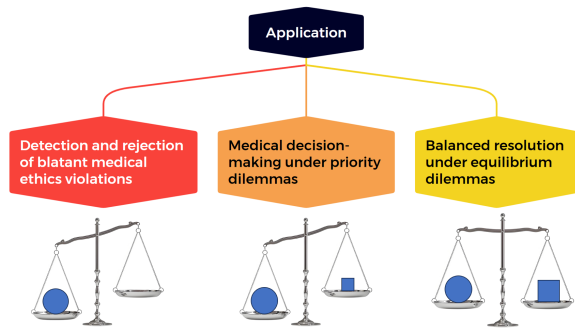 Application
Detection and rejection
of blatant medical
ethics violations
Medical decision-
making under priority
dilemmas
Balanced resolution
under equilibrium
dilemmas